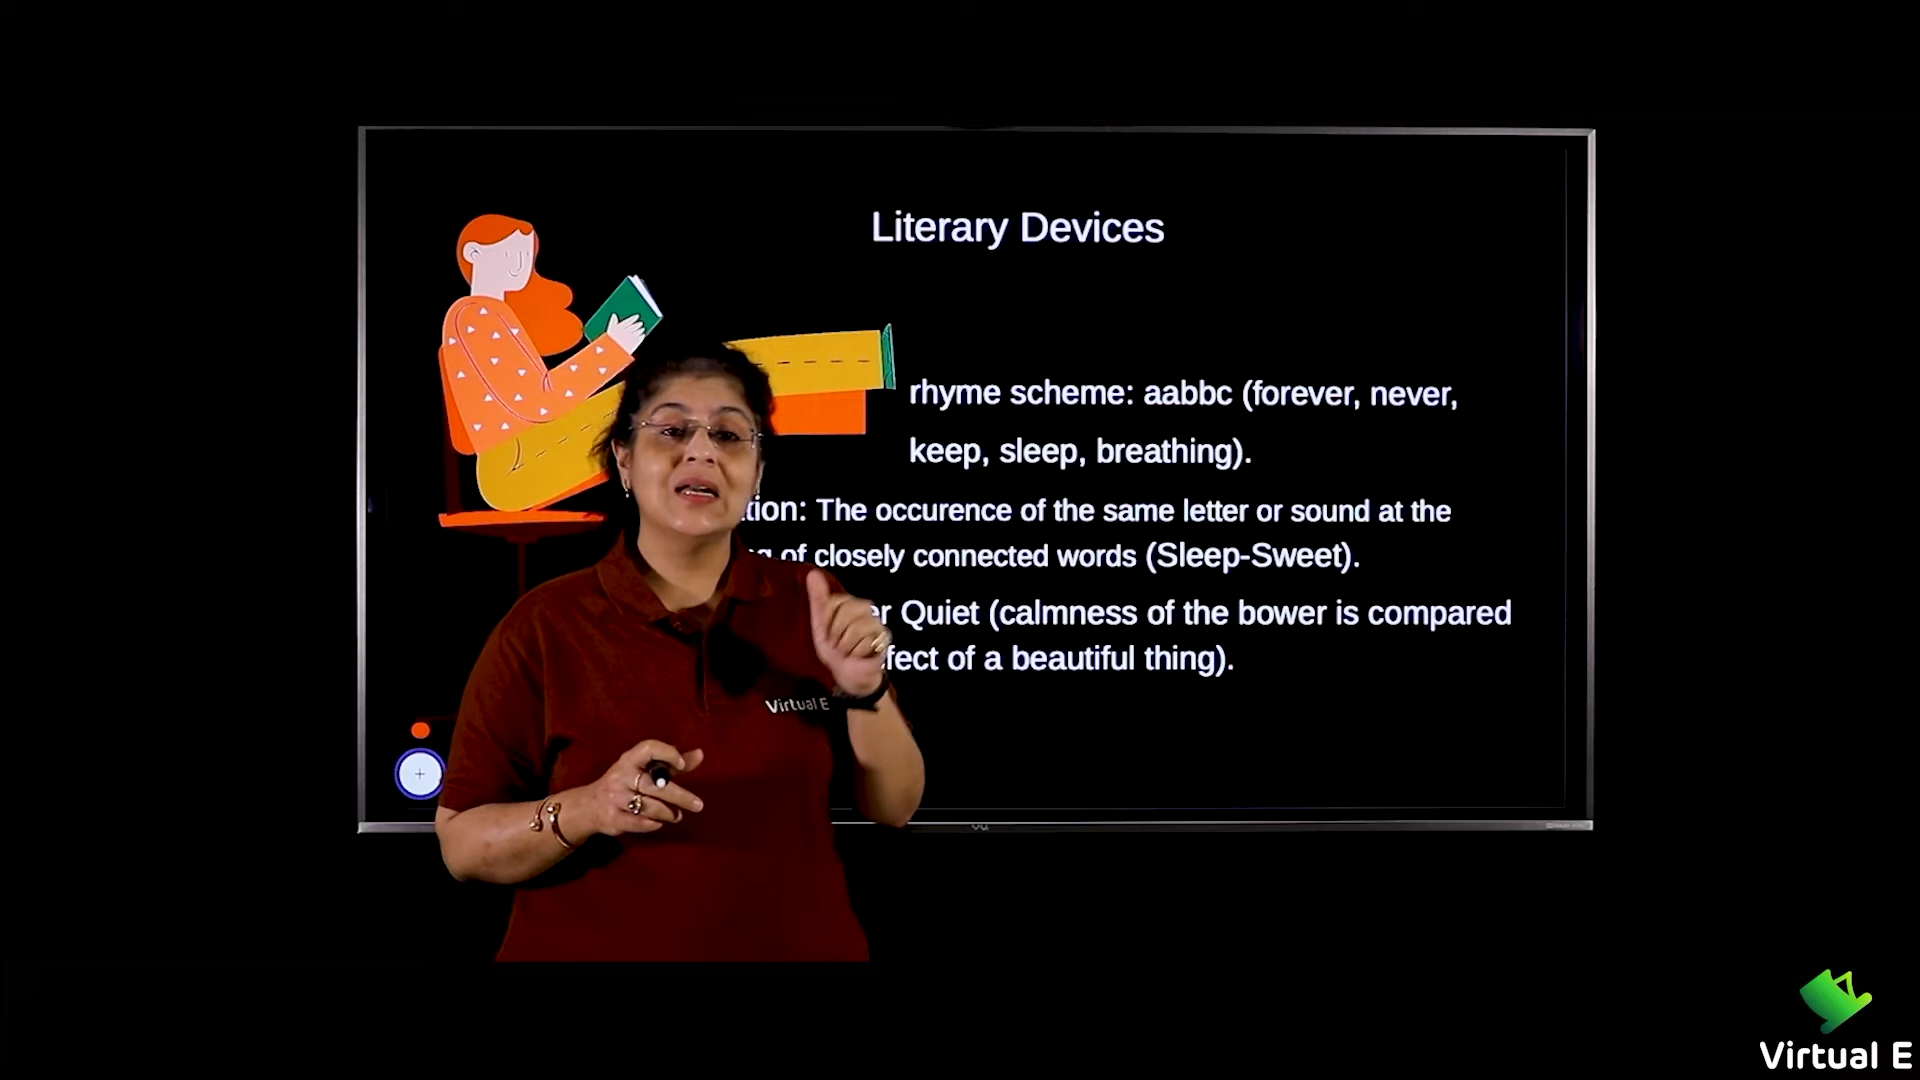 Literary Devices
rhyme scheme: aabbc (forever, never,
keep, sleep, breathing).
tion: The occurence of the same letter or sound at the
of closely connected words (Sleep-Sweet).
er Quiet (calmness of the bower is compared
fect of a beautiful thing).
Virtual E
Virtual E